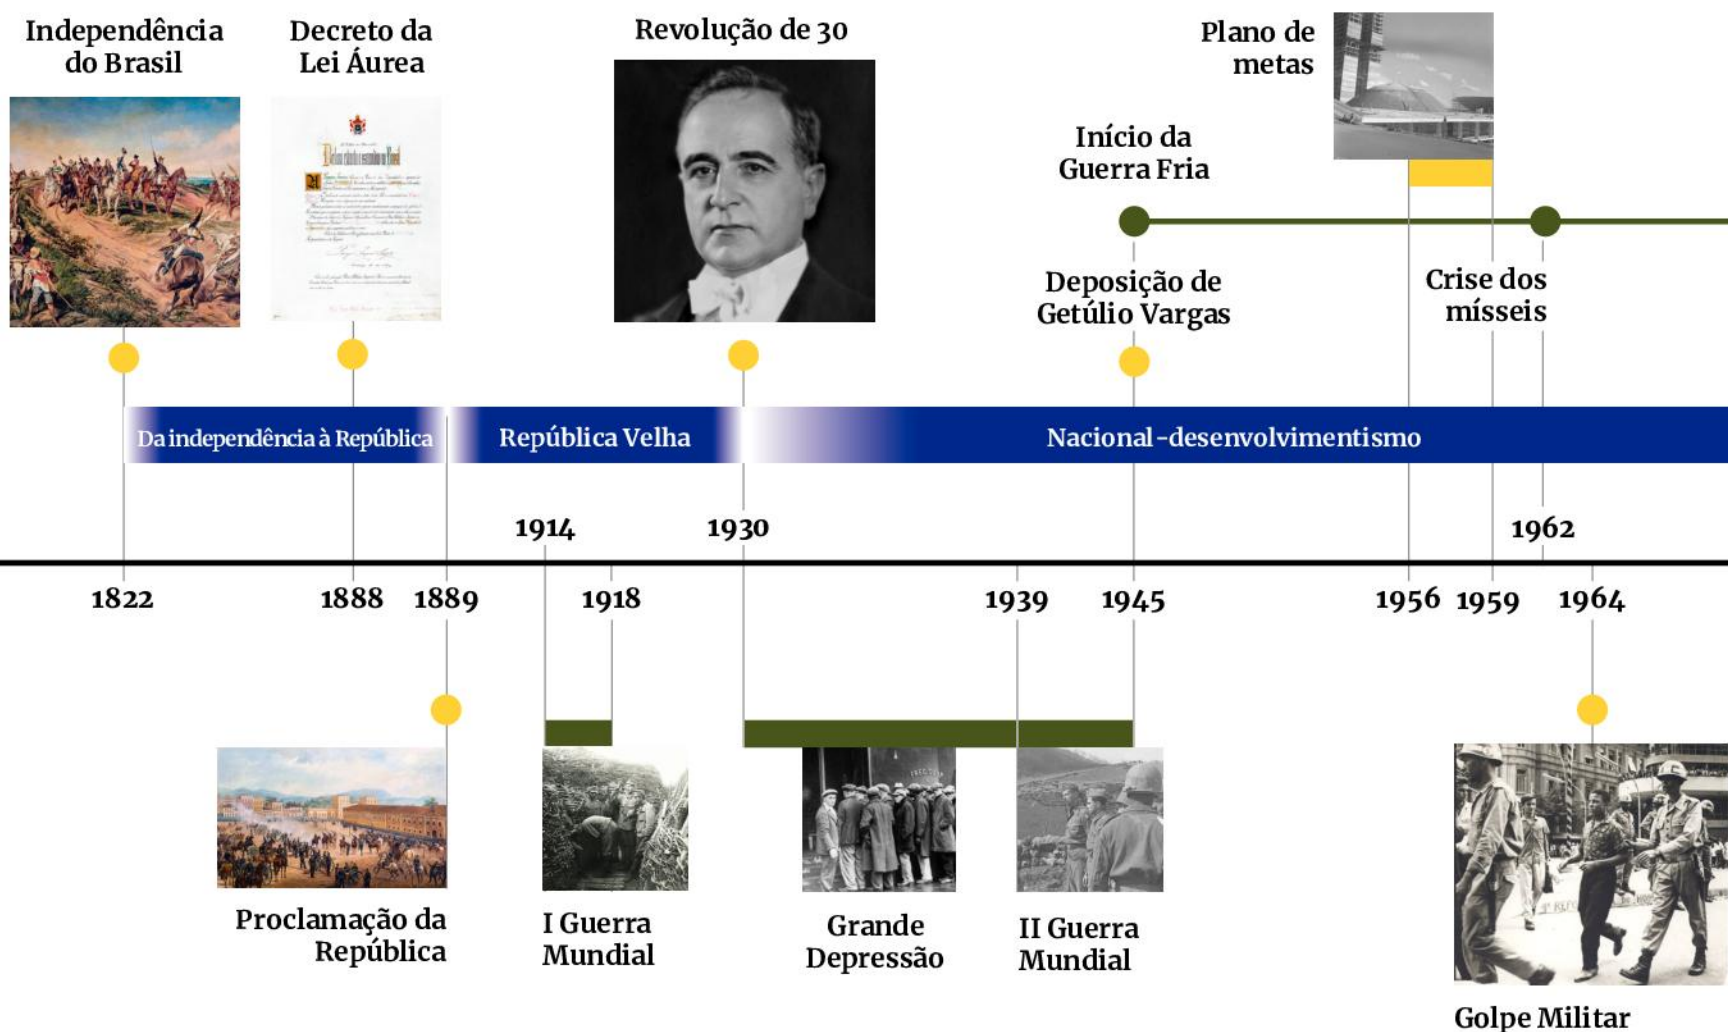 Independência
do Brasil
Decreto da
Lei Áurea
Revolução de 30
Plano de
metas
Início da
Guerra Fria
Deposição de
Getúlio Vargas
Crise dos
mísseis
Da independência à República
República Velha
Nacional-desenvolvimentismo
1914
1930
1962
1822
1888
1889
1918
1939
1945
1956
1959
1964
Proclamação da
República
I Guerra
Mundial
Grande
Depressão
II Guerra
Mundial
Golpe Militar